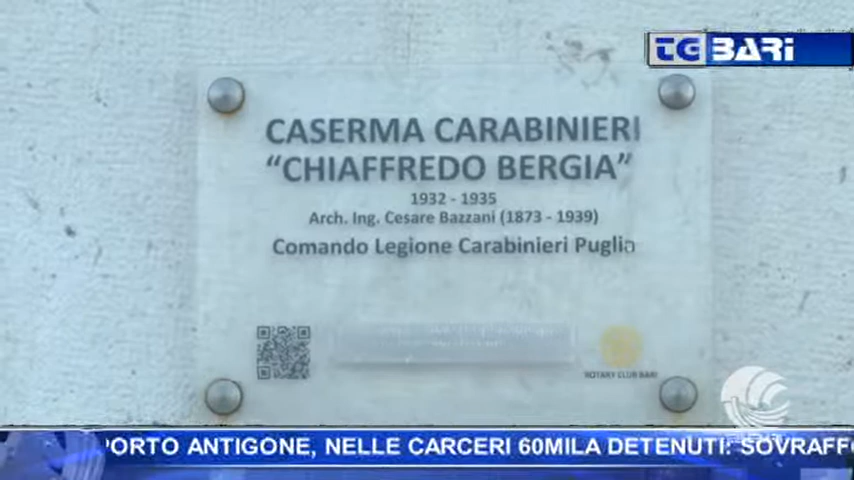 TG BARI
CASERMA CARABINIERI
“CHIAFFREDO BERGIA”
1932 - 1935
Arch. Ing. Cesare Bazzani (1873 - 1939)
Comando Legione Carabinieri Puglia
ROTARY CLUB BARI
PORTO ANTIGONE, NELLE CARCERI 60MILA DETENUTI: SOVRAFFO